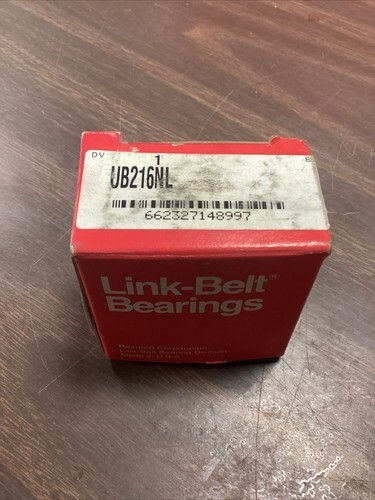 DV 1 B
UB216NL
662327148997
Link-Belt®
Bearings
Rexnord Corporation
Link-Belt Bearing Division
Made in U.S.A.